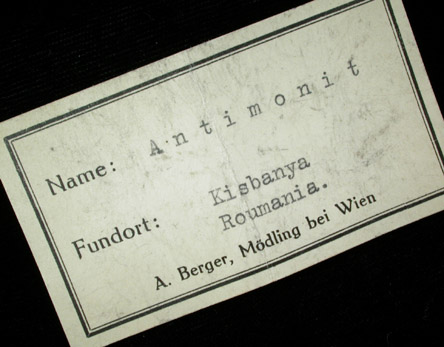 Name: Antimonit
Fundort: Kisbanya
Roumania.
A. Berger, Mödling bei Wien